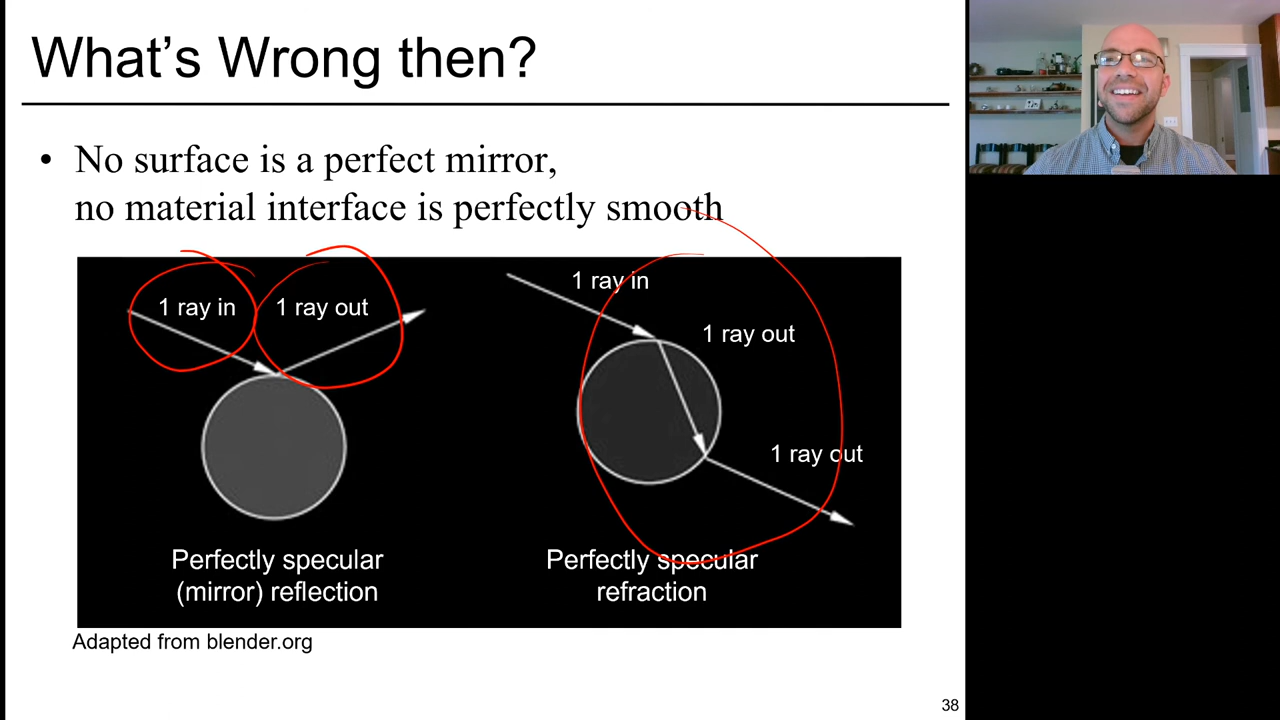 What's Wrong then?
• No surface is a perfect mirror,
no material interface is perfectly smooth
1 ray in
1 ray out
1 ray in
1 ray out
1 ray out
Perfectly specular
(mirror) reflection
Perfectly specular
refraction
Adapted from blender.org
38